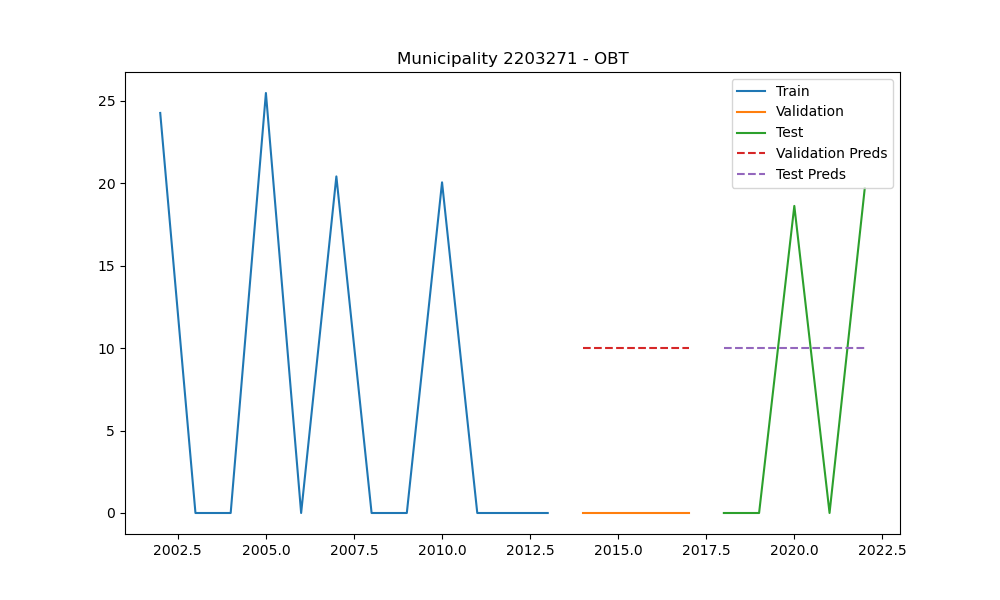 Municipality 2203271 - OBT
Train
Validation
Test
Validation Preds
Test Preds
25
20
15
10
5
0
2002.5 2005.0 2007.5 2010.0 2012.5 2015.0 2017.5 2020.0 2022.5